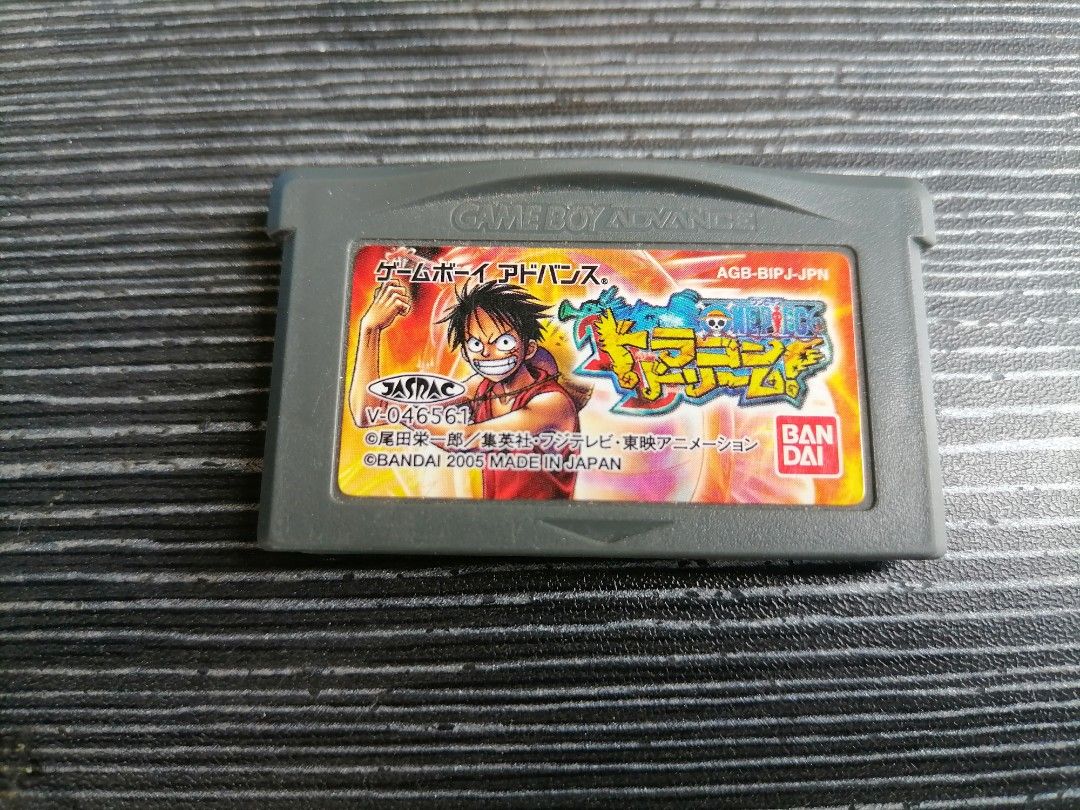 GAME BOY ADVANCE
ゲームボーイ アドバンス®
AGB-BIPJ-JPN
ONE PIECE
ドラゴン
ドリーム!
JASRAC
V-046561
©尾田栄一郎/集英社・フジテレビ・東映アニメーション
©BANDAI 2005 MADE IN JAPAN
BAN
DAI